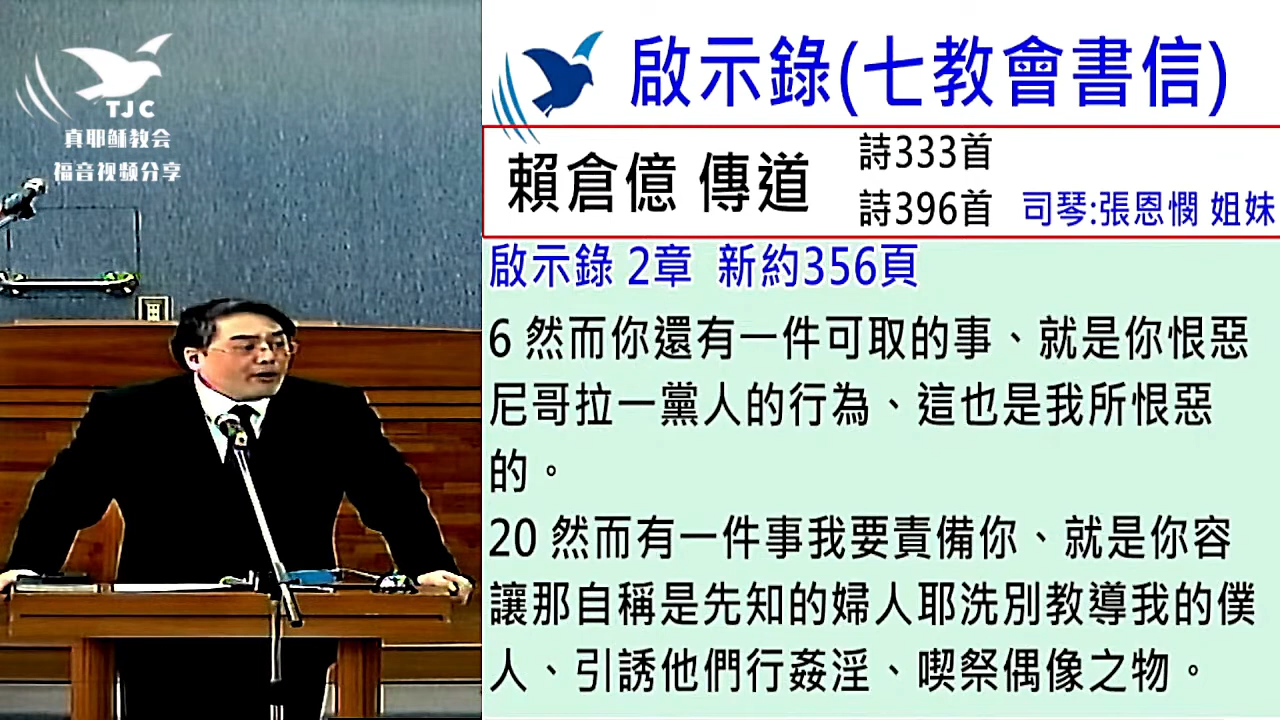 TJC
真耶穌教会
福音视频分享
啟示錄(七教會書信)
賴倉億 傳道
詩333首
詩396首 司琴:張恩憫 姐妹
啟示錄 2章 新約356頁
6 然而你還有一件可取的事、就是你恨惡
尼哥拉一黨人的行為、這也是我所恨惡
的。
20 然而有一件事我要責備你、就是你容
讓那自稱是先知的婦人耶洗別教導我的僕
人、引誘他們行姦淫、喫祭偶像之物。